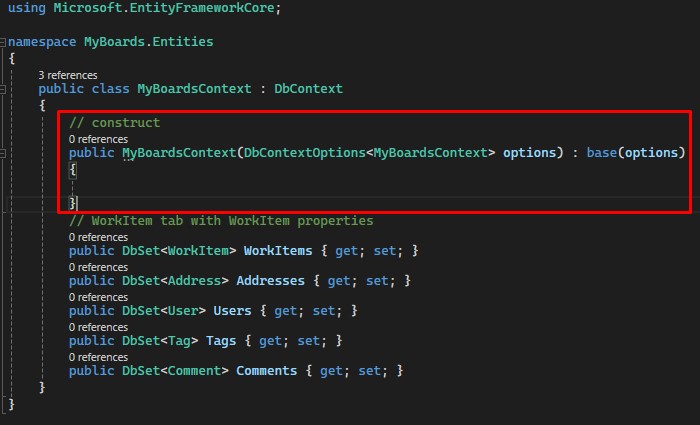 using Microsoft.EntityFrameworkCore;
namespace MyBoards.Entities
{
3 references
public class MyBoardsContext : DbContext
{
// construct
0 references
public MyBoardsContext(DbContextOptions<MyBoardsContext> options) : base(options)
{
}
// WorkItem tab with WorkItem properties
0 references
public DbSet<WorkItem> WorkItems { get; set; }
0 references
public DbSet<Address> Addresses { get; set; }
0 references
public DbSet<User> Users { get; set; }
0 references
public DbSet<Tag> Tags { get; set; }
0 references
public DbSet<Comment> Comments { get; set; }
}
}